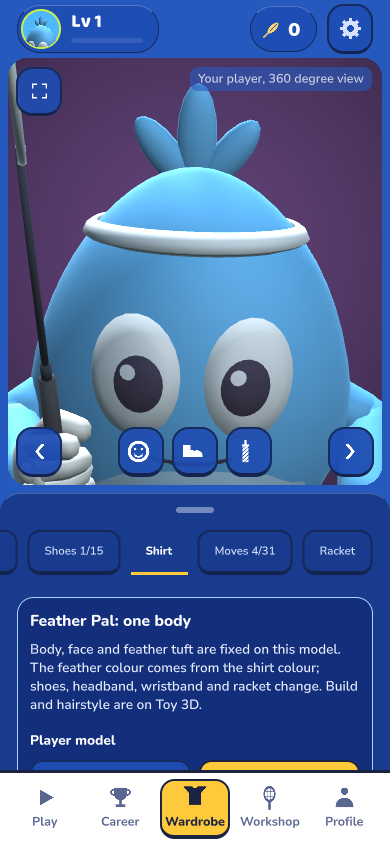 Lv 1
0
Your player, 360 degree view
Shoes 1/15
Shirt
Moves 4/31
Racket
Feather Pal: one body
Body, face and feather tuft are fixed on this model.
The feather colour comes from the shirt colour;
shoes, headband, wristband and racket change. Build
and hairstyle are on Toy 3D.
Player model
Play
Career
Wardrobe
Workshop
Profile